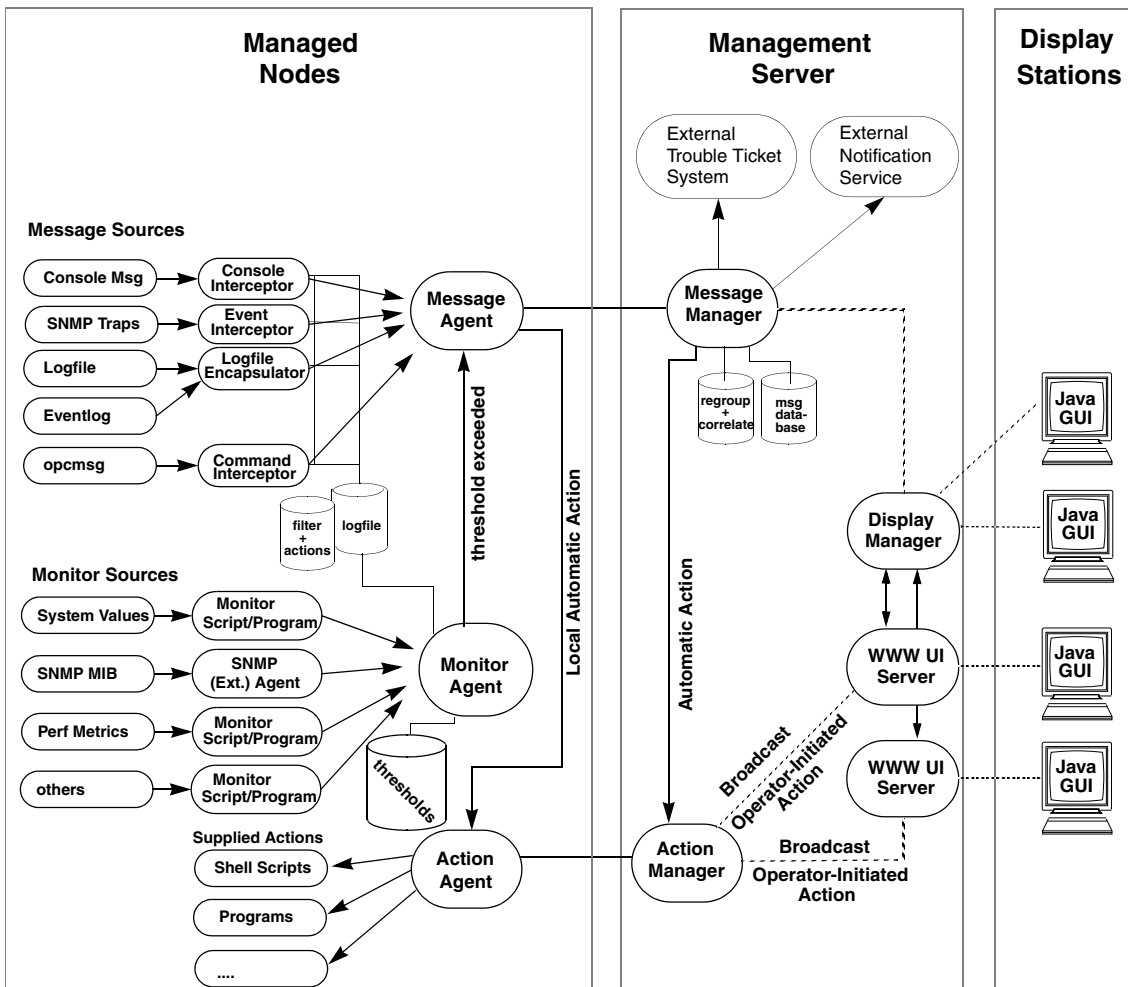 Managed
Nodes
Management
Server
Display
Stations
External
Trouble Ticket
System
External
Notification
Service
Message Sources
Console Msg
Console
Interceptor
SNMP Traps
Event
Interceptor
Logfile
Logfile
Encapsulator
Eventlog
opcmsg
Command
Interceptor
Message
Agent
Message
Manager
regroup
+
correlate
msg
data-
base
filter
+
actions
logfile
threshold exceeded
Local Automatic Action
Automatic Action
Java
GUI
Java
GUI
Display
Manager
Monitor Sources
System Values
Monitor
Script/Program
SNMP MIB
SNMP
(Ext.) Agent
Perf Metrics
Monitor
Script/Program
others
Monitor
Script/Program
Monitor
Agent
thresholds
WWW UI
Server
Java
GUI
WWW UI
Server
Java
GUI
Broadcast
Operator-Initiated
Action
Supplied Actions
Shell Scripts
Programs
....
Action
Agent
Action
Manager
Broadcast
Operator-Initiated
Action